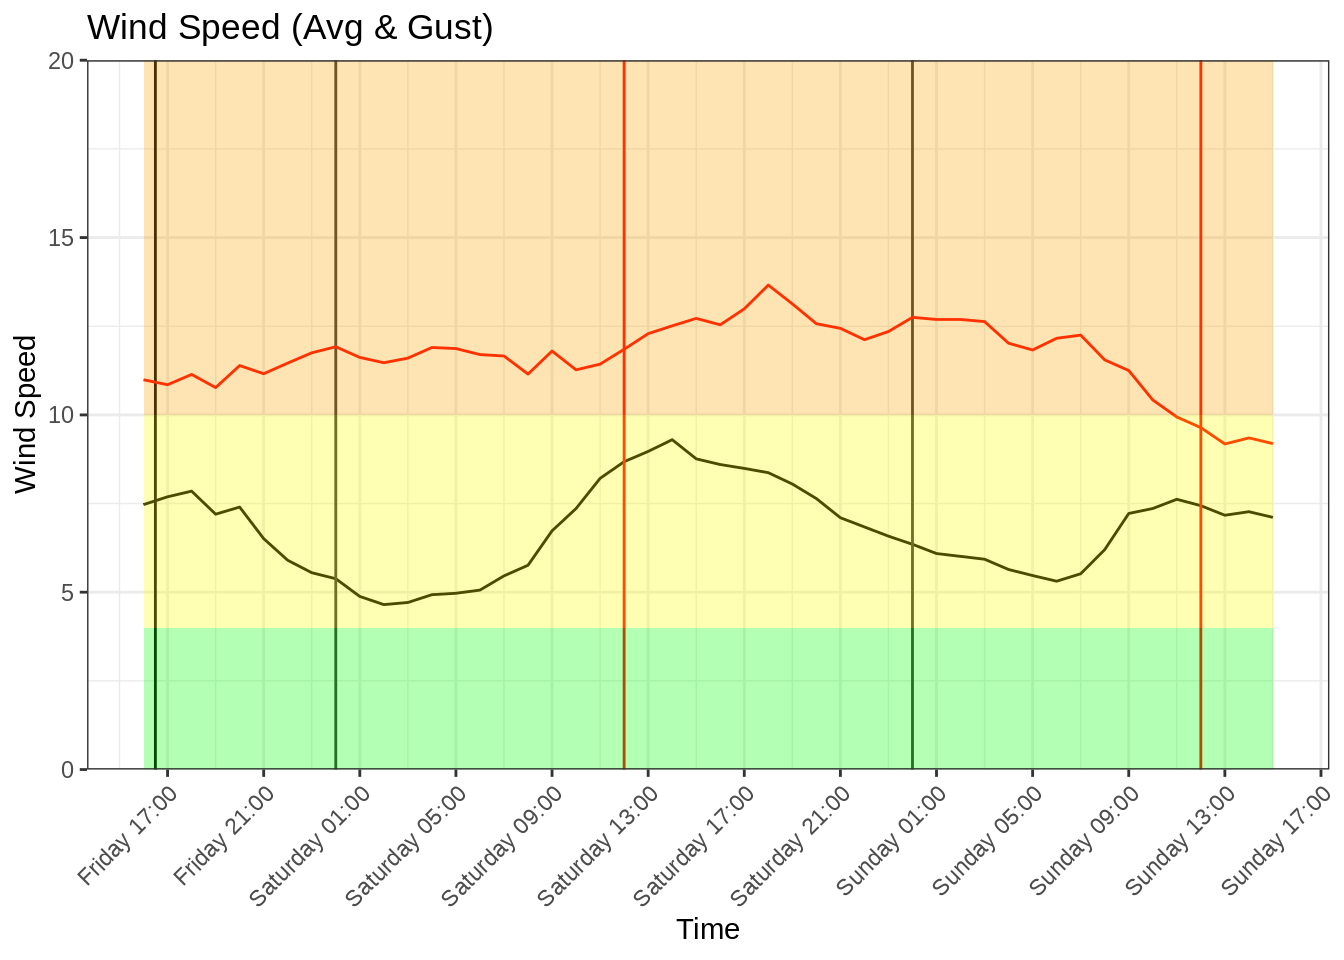 Wind Speed (Avg & Gust)
20
15
10
5
0
Wind Speed
Friday 17:00
Friday 21:00
Saturday 01:00
Saturday 05:00
Saturday 09:00
Saturday 13:00
Saturday 17:00
Saturday 21:00
Sunday 01:00
Sunday 05:00
Sunday 09:00
Sunday 13:00
Sunday 17:00
Time